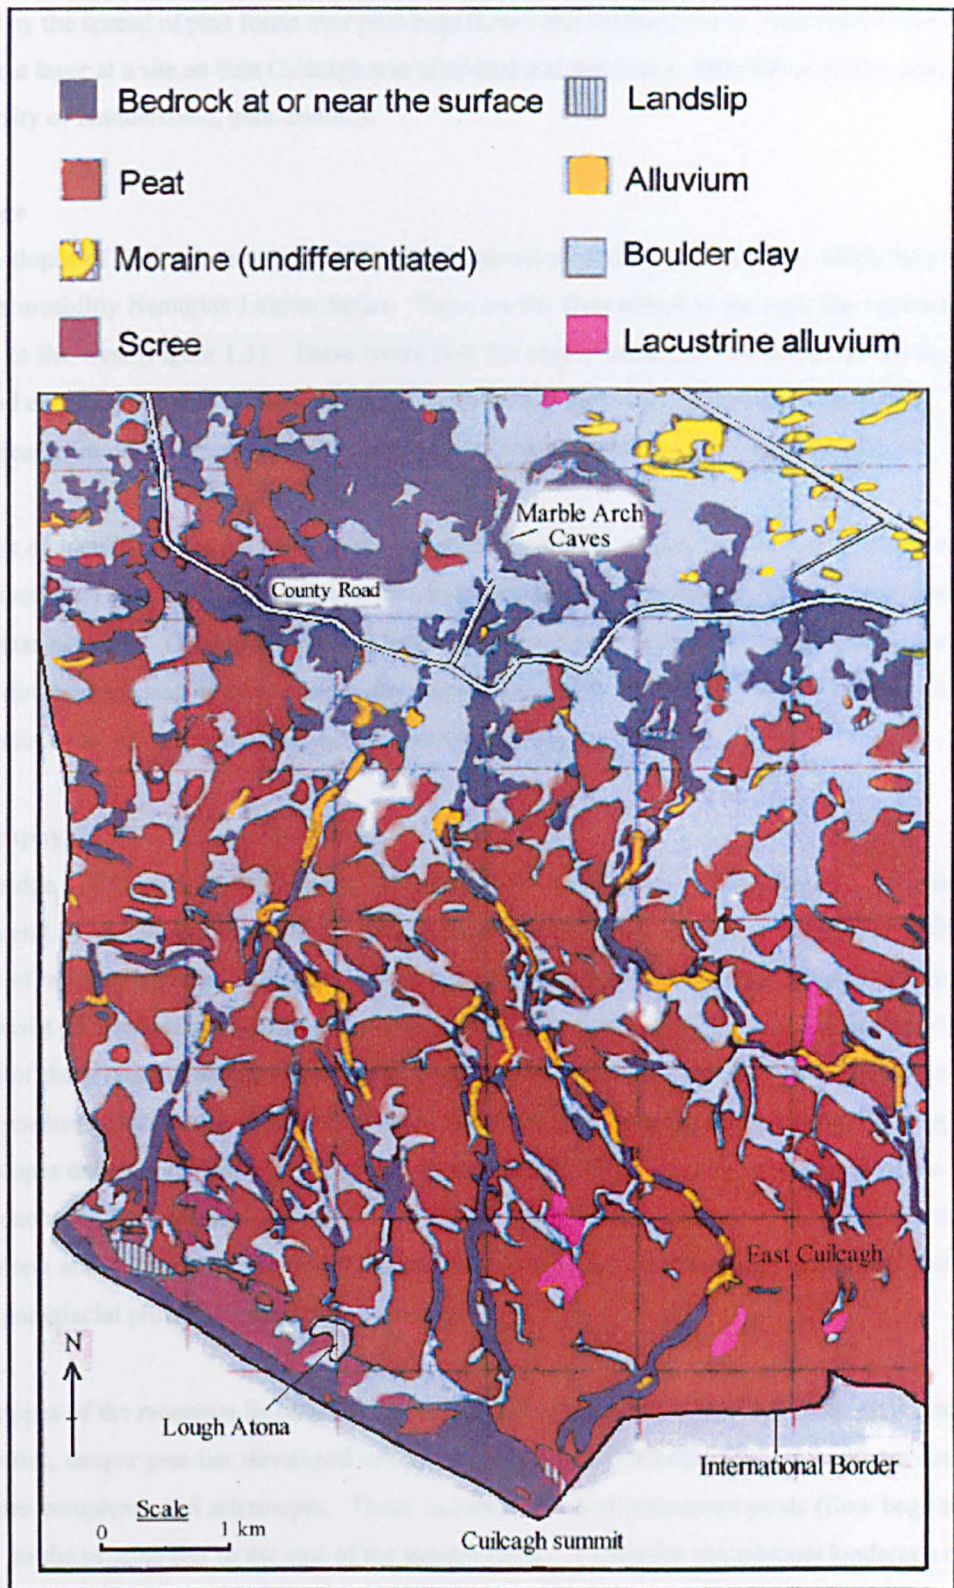 Bedrock at or near the surface
Landslip
Peat
Alluvium
Moraine (undifferentiated)
Boulder clay
Scree
Lacustrine alluvium
Marble Arch
Caves
County Road
East Cuilcagh
N
Lough Atona
International Border
Scale
0 1 km
Cuilcagh summit